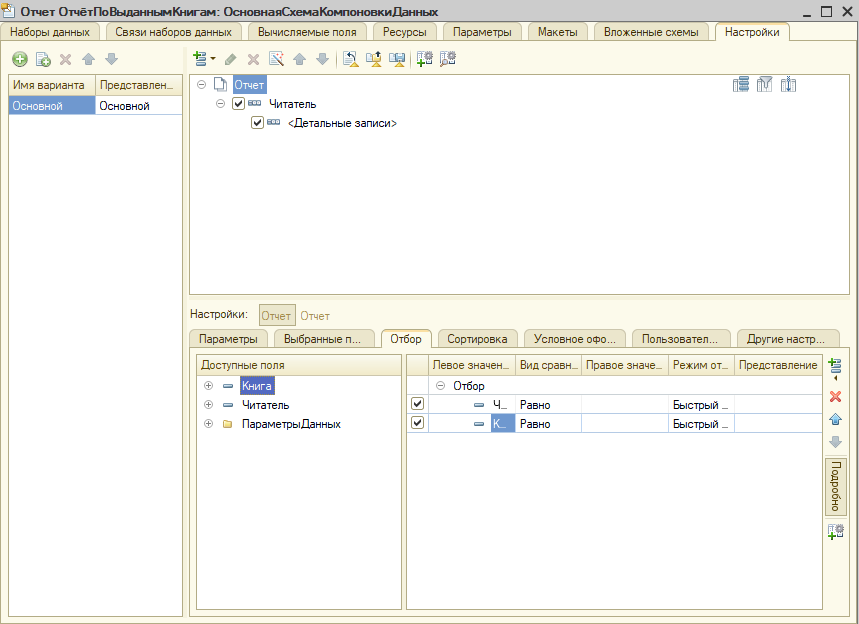 Отчет ОтчётПоВыданнымКнигам: ОсновнаяСхемаКомпоновкиДанных
Наборы данных Связи наборов данных Вычисляемые поля Ресурсы Параметры Макеты Вложенные схемы Настройки
Имя варианта Представлен...
Основной Основной
Отчет
Читатель
<Детальные записи>
Настройки: Отчет Отчет
Параметры Выбранные п... Отбор Сортировка Условное офо... Пользовател... Другие настр...
Доступные поля
Книга
Читатель
ПараметрыДанных
Левое значен... Вид сравн... Правое значе... Режим от... Представление
Отбор
Ч... Равно Быстрый ...
К... Равно Быстрый ...
Подробно